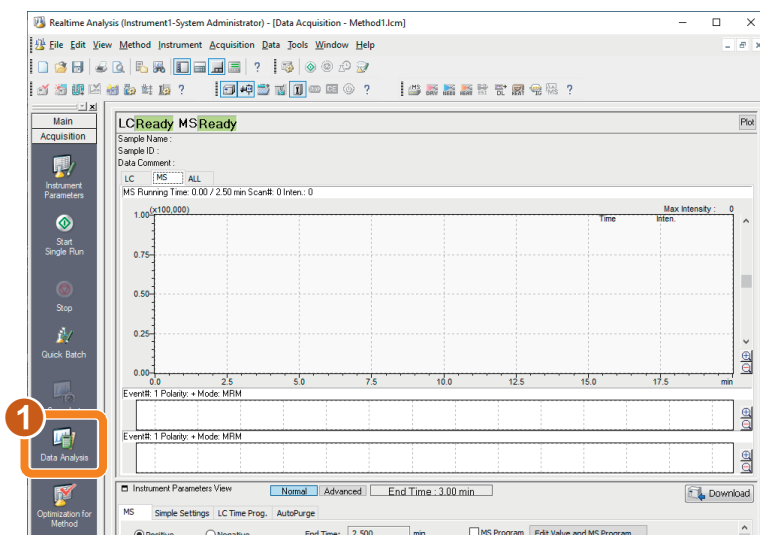 Realtime Analysis (Instrument1-System Administrator) - [Data Acquisition - Method1.lcm]
File Edit View Method Instrument Acquisition Data Tools Window Help
Main
Acquisition
Instrument
Parameters
Start
Single Run
Stop
Quick Batch
1
Data Analysis
Optimization for
Method
LC Ready MS Ready
Plot
Sample Name :
Sample ID :
Data Comment :
LC MS ALL
MS Running Time: 0.00 / 2.50 min Scan#: 0 Inten.: 0
(x100,000)
Max Intensity : 0
Time Inten.
1.00
0.75
0.50
0.25
0.00
0.0 2.5 5.0 7.5 10.0 12.5 15.0 17.5 min
Event#: 1 Polarity: + Mode: MRM
Event#: 1 Polarity: + Mode: MRM
Instrument Parameters View Normal Advanced End Time : 3.00 min Download
MS Simple Settings LC Time Prog. AutoPurge
Positive Negative End Time: 2.500 min MS Program Edit Valve and MS Program